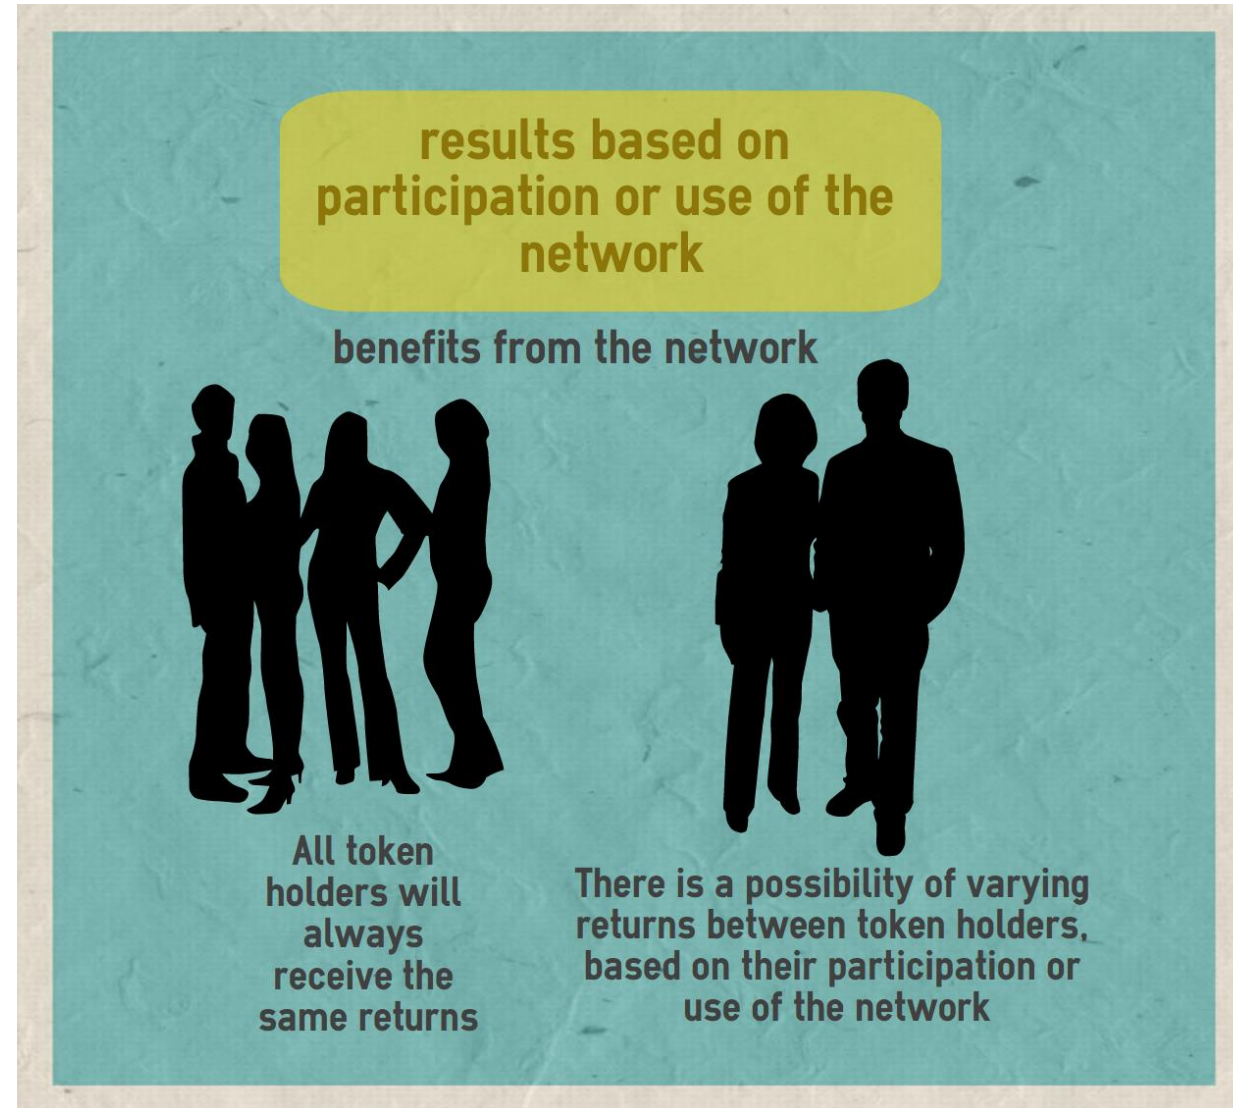 results based on
participation or use of the
network
benefits from the network
All token
holders will
always
receive the
same returns
There is a possibility of varying
returns between token holders,
based on their participation or
use of the network